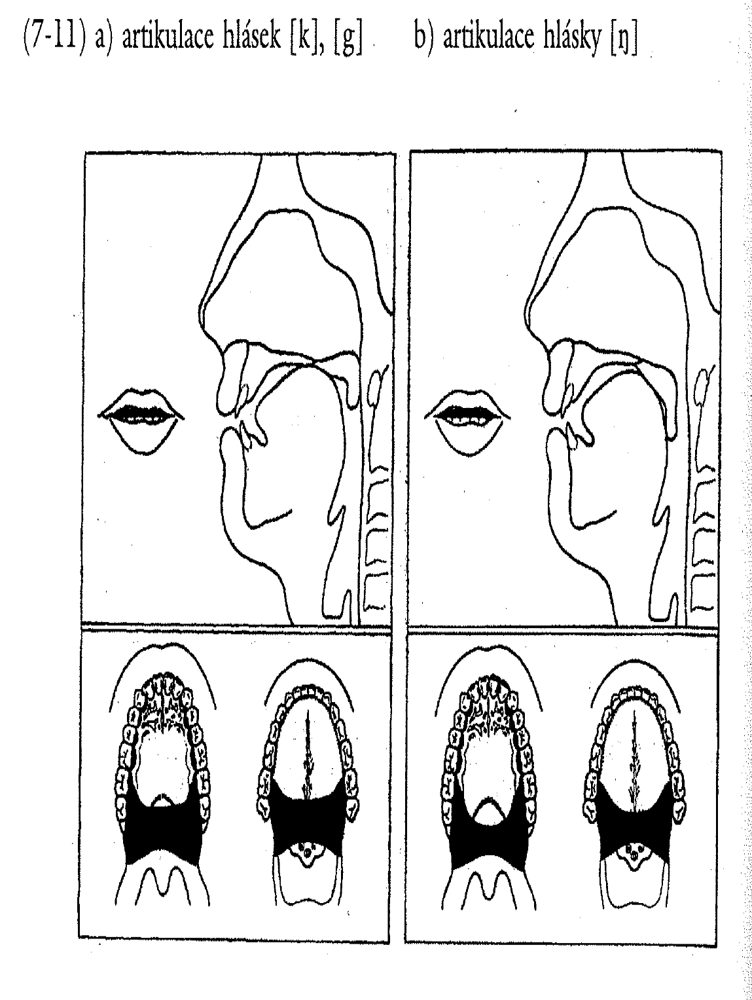 (7-11) a) artikulace hlásek [k], [g] b) artikulace hlásky [ŋ]